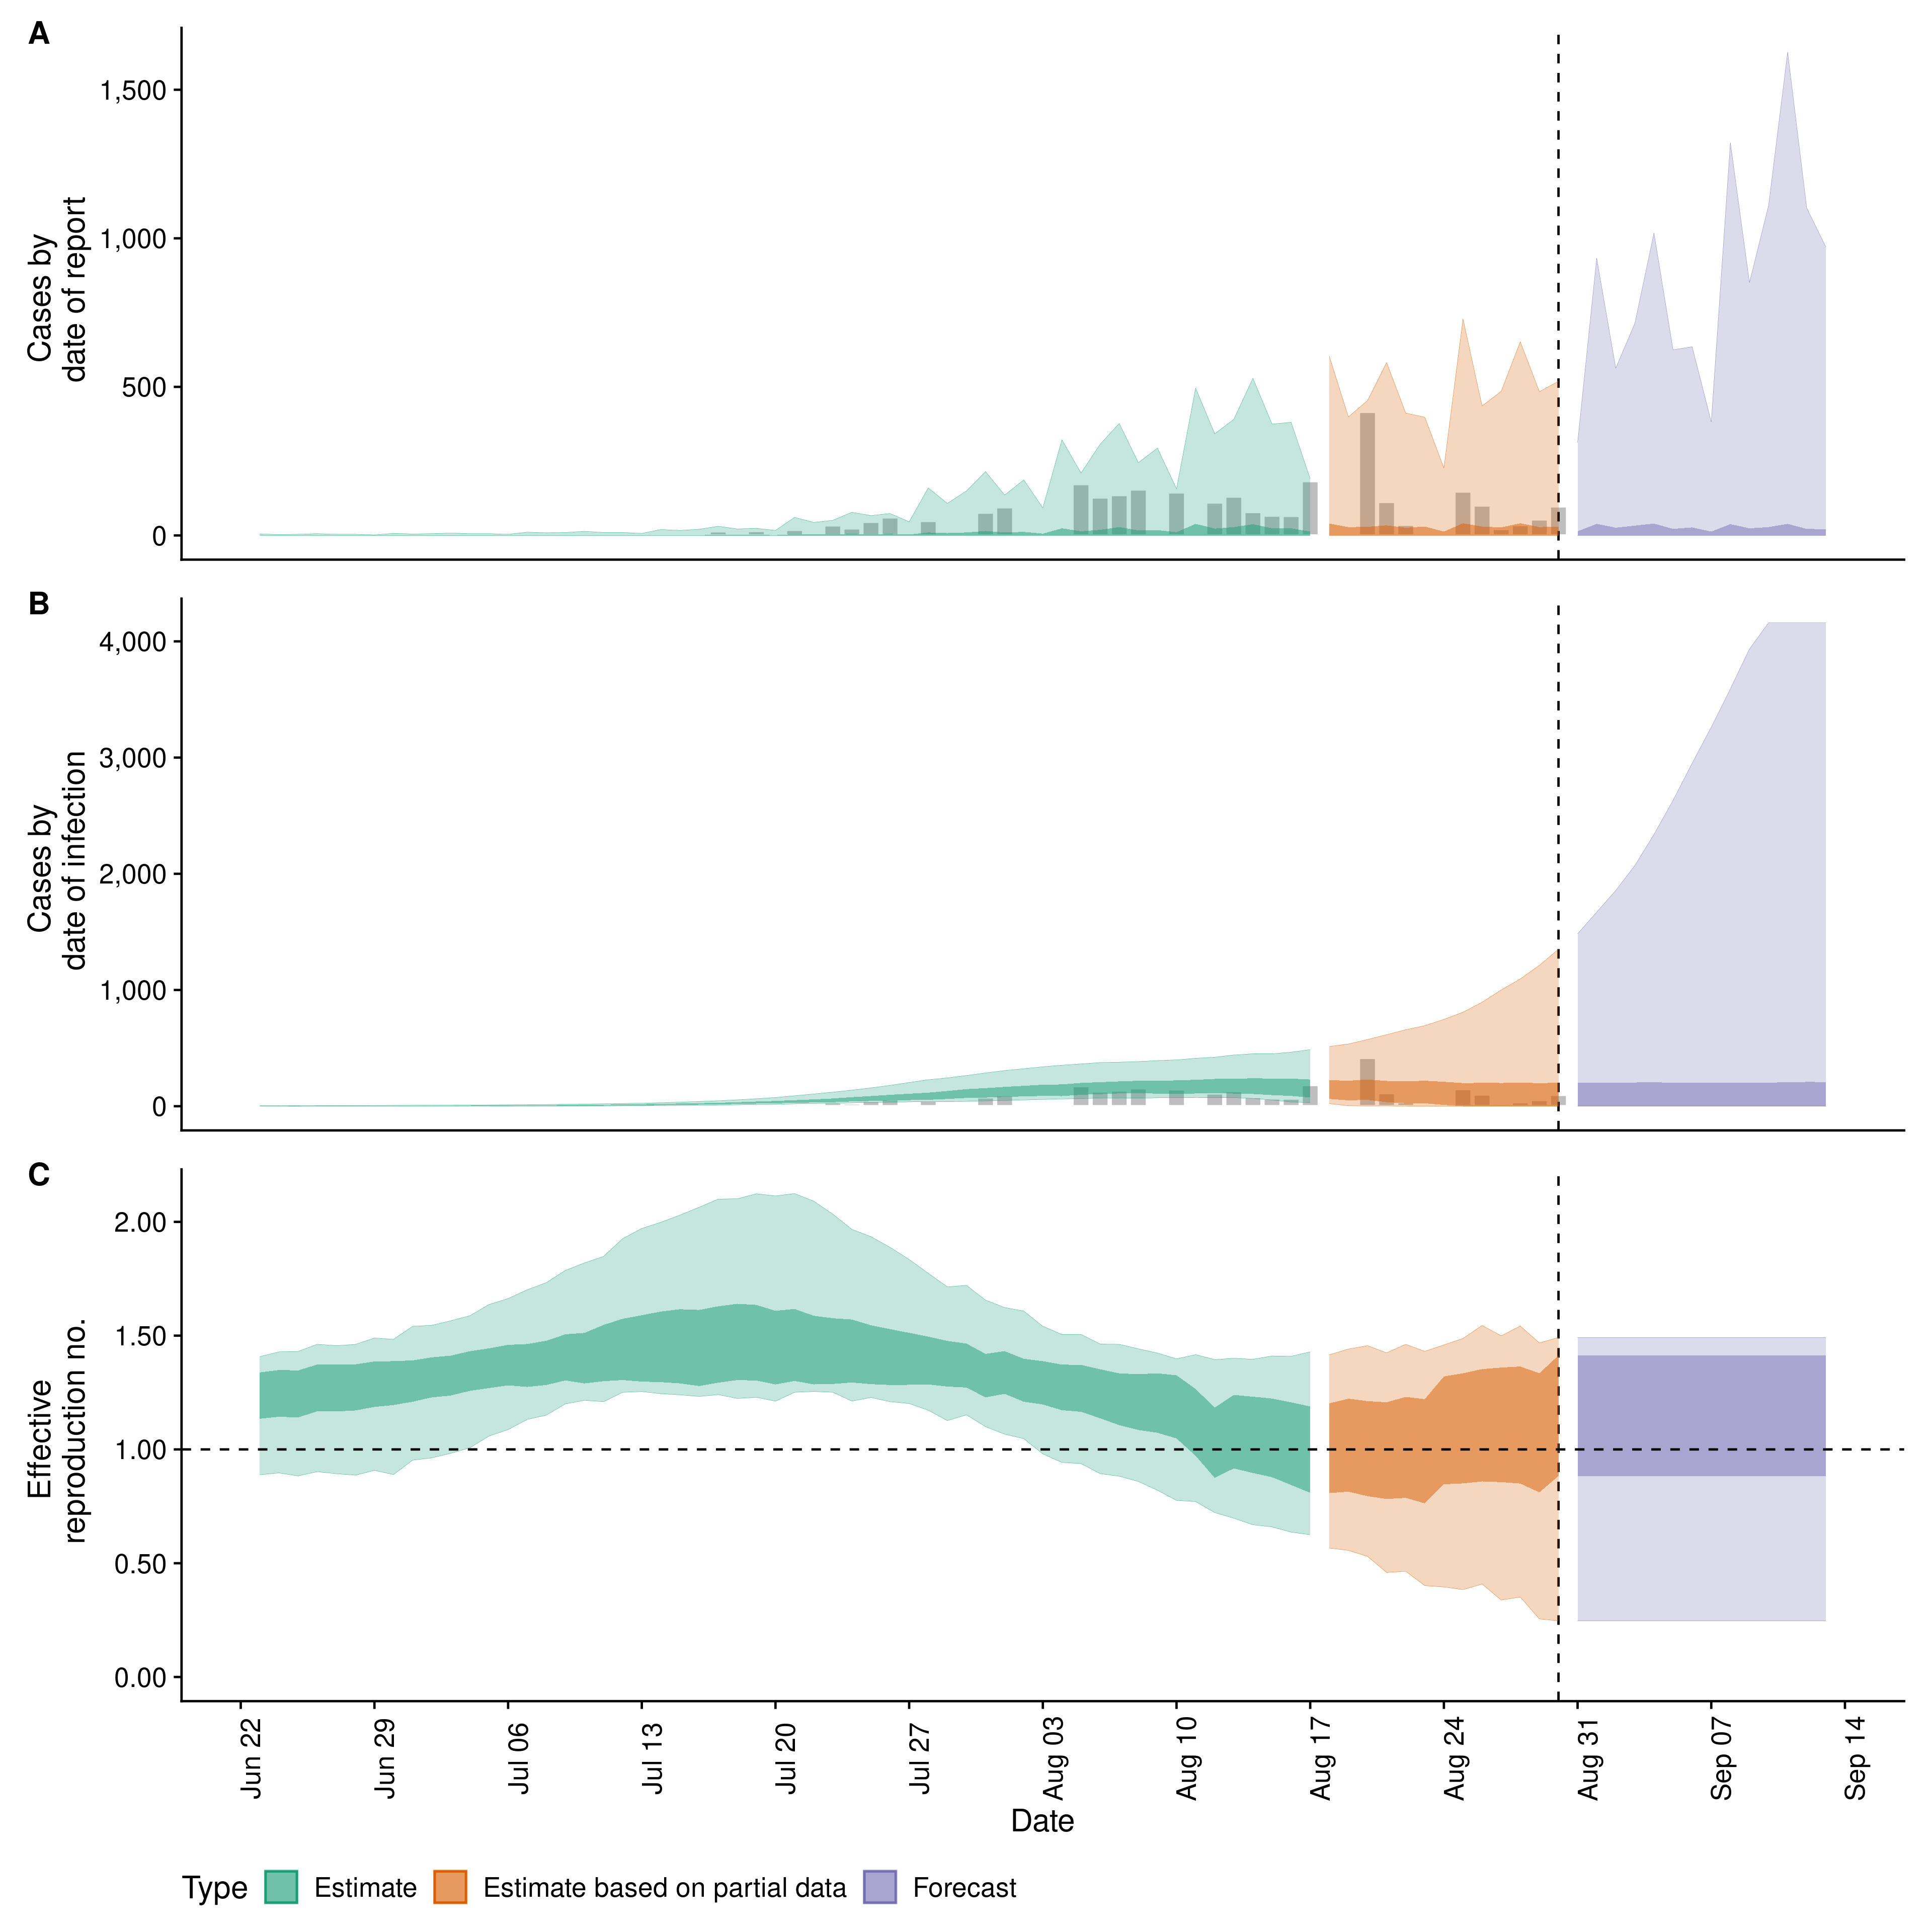 A
Cases by
date of report
1,500
1,000
500
0
B
Cases by
date of infection
4,000
3,000
2,000
1,000
0
C
Effective
reproduction no.
2.00
1.50
1.00
0.50
0.00
Jun 22
Jun 29
Jul 06
Jul 13
Jul 20
Jul 27
Aug 03
Aug 10
Aug 17
Aug 24
Aug 31
Sep 07
Sep 14
Date
Type
Estimate
Estimate based on partial data
Forecast